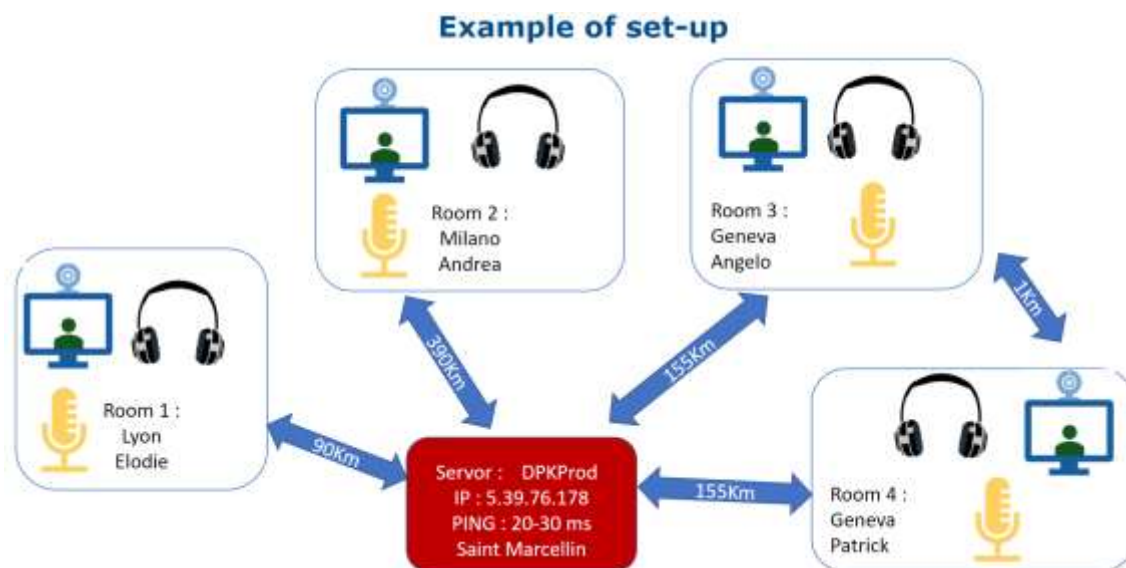 Example of set-up
Room 2 :
Milano
Andrea
Room 3 :
Geneva
Angelo
1Km
390Km
155Km
Room 1 :
Lyon
Elodie
90Km
Servor : DPKProd
IP : 5.39.76.178
PING : 20-30 ms
Saint Marcellin
155Km
Room 4 :
Geneva
Patrick